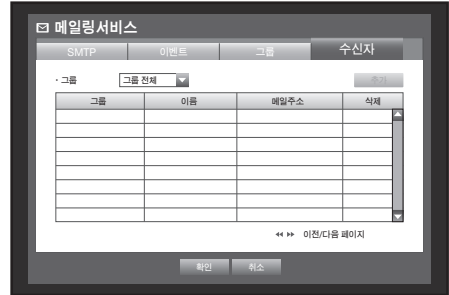 메일링서비스
SMTP 이벤트 그룹 수신자
· 그룹 그룹 전체 추가
그룹 이름 메일주소 삭제
이전/다음 페이지
확인 취소